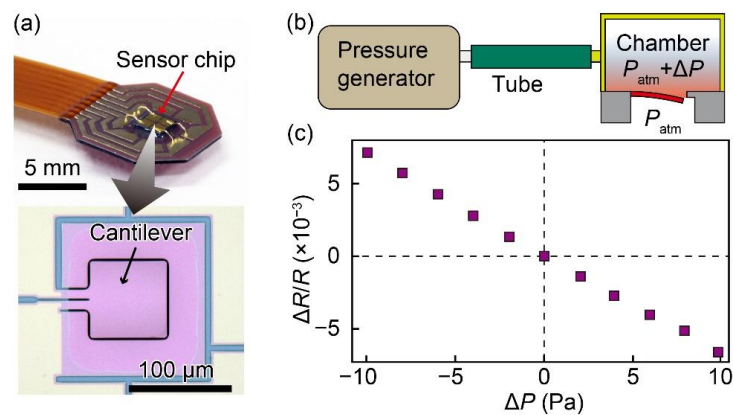 (a)
Sensor chip
5 mm
Cantilever
100 μm
(b)
Pressure
generator
Tube
Chamber
P_atm+ΔP
P_atm
(c)
ΔR/R (×10⁻³)
5
0
−5
−10
−5
0
5
10
ΔP (Pa)